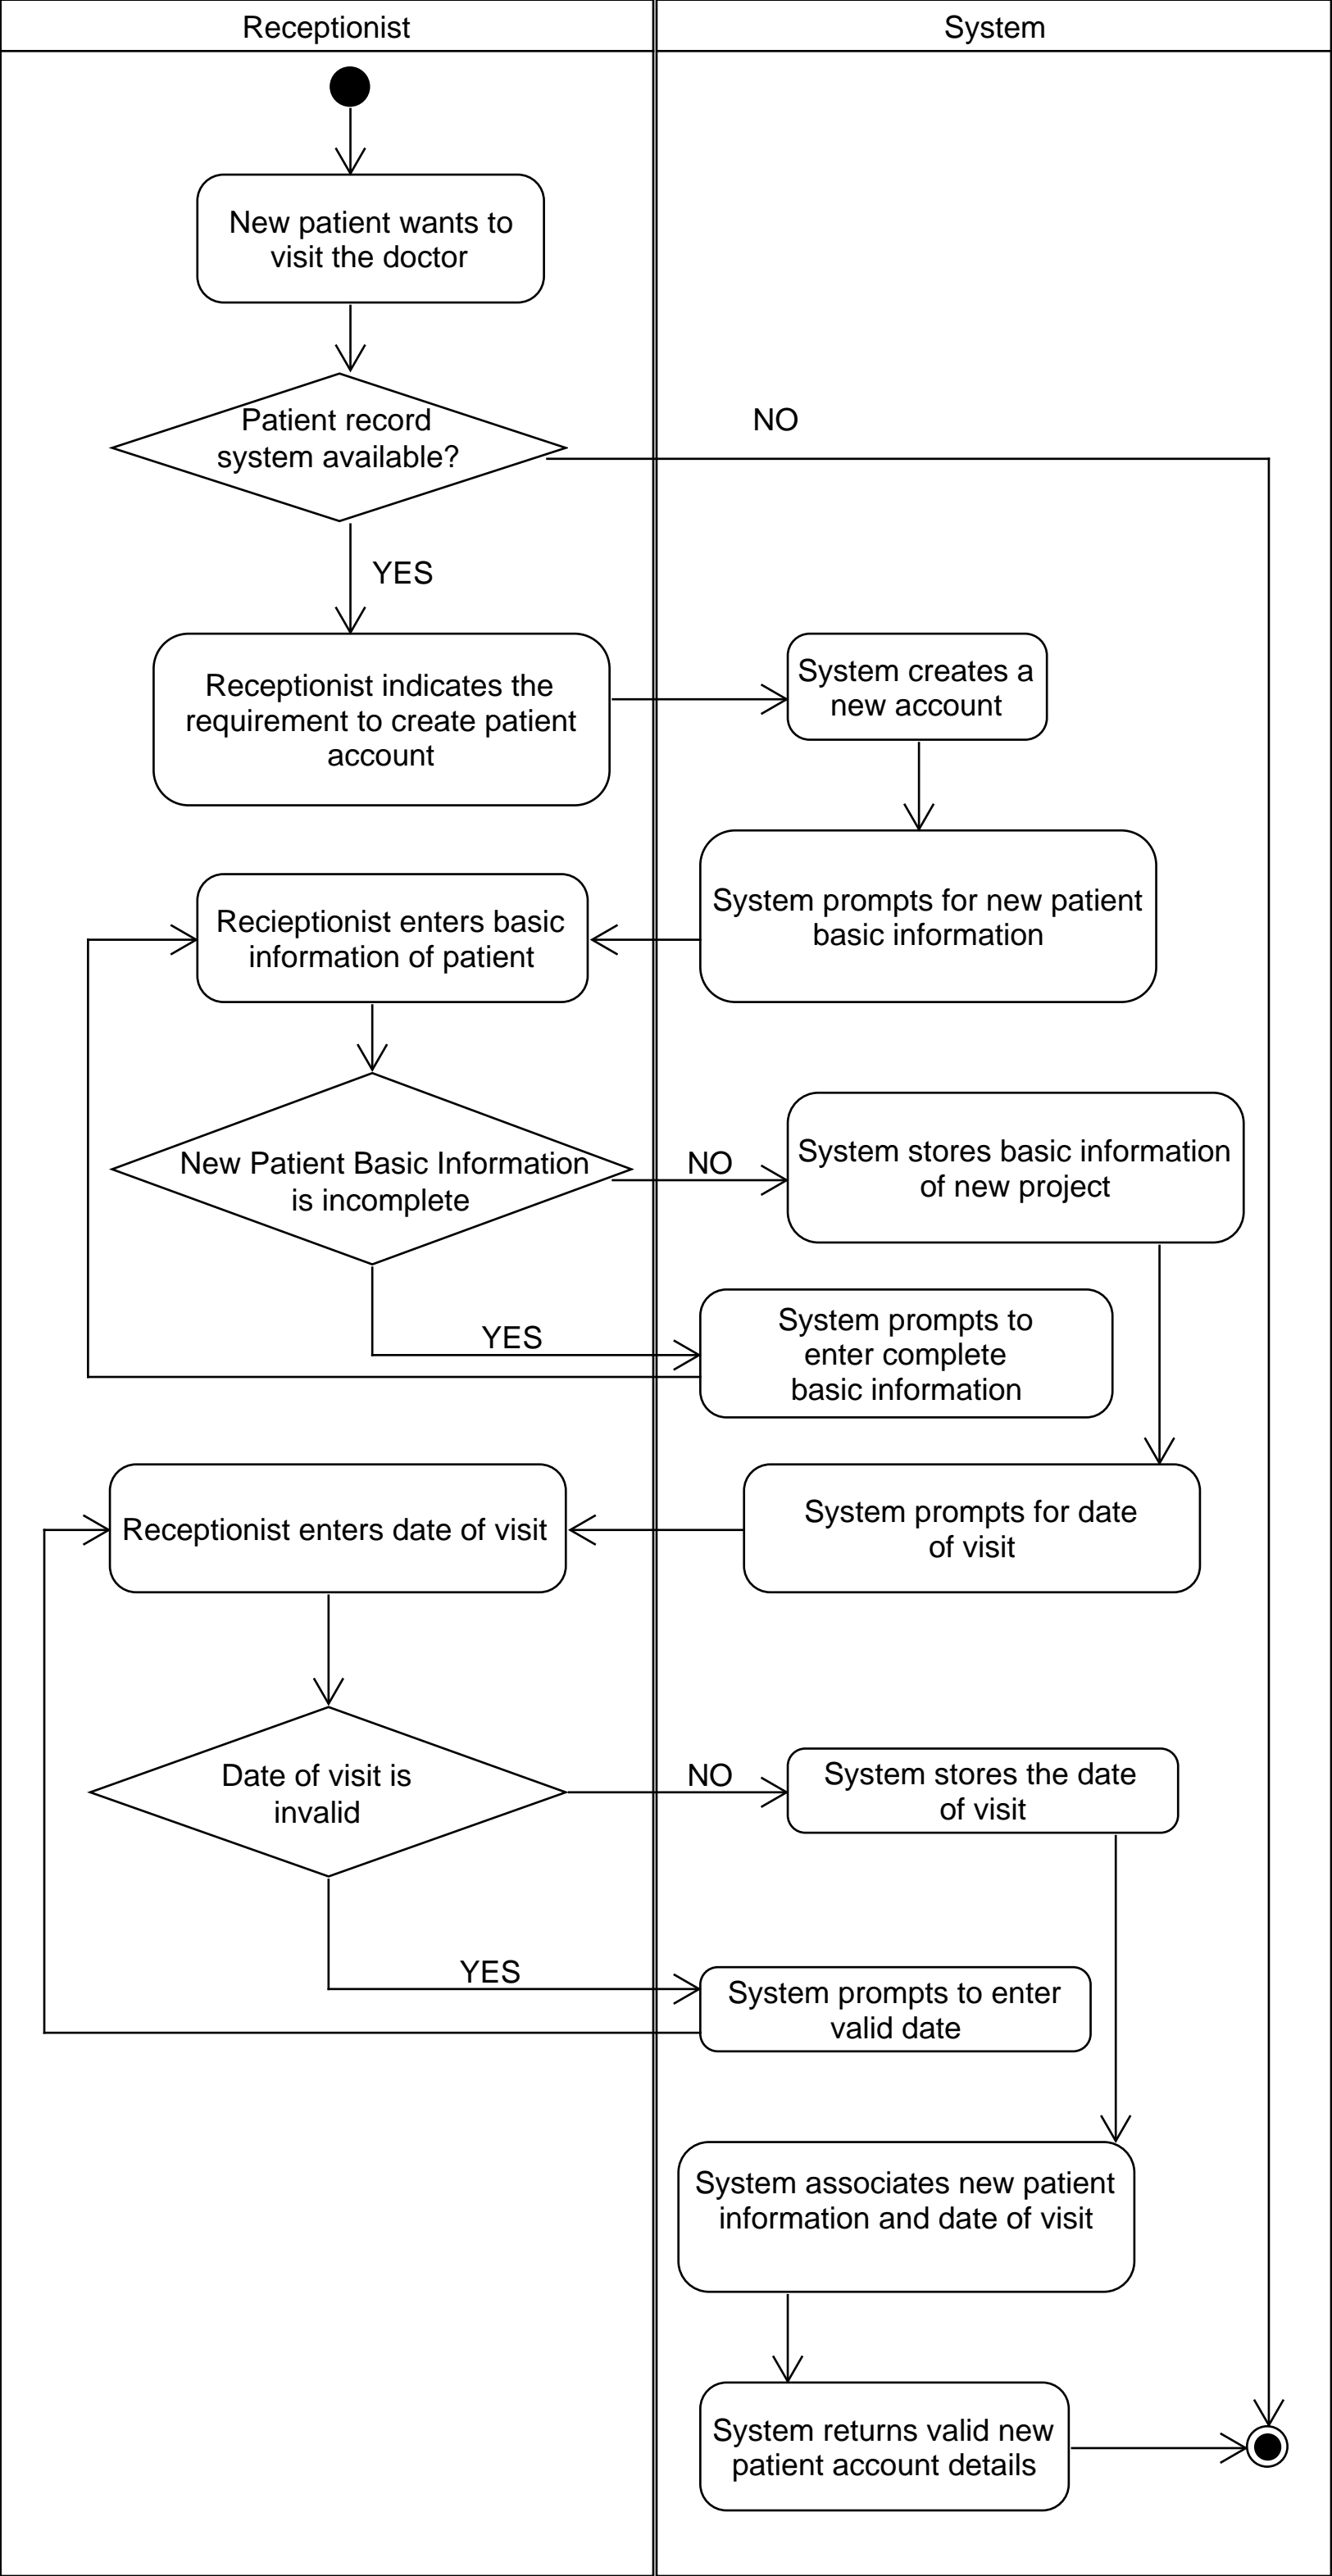 Receptionist
System
New patient wants to
visit the doctor
Patient record
system available?
NO
YES
Receptionist indicates the
requirement to create patient
account
System creates a
new account
System prompts for new patient
basic information
Recieptionist enters basic
information of patient
New Patient Basic Information
is incomplete
NO
System stores basic information
of new project
YES
System prompts to
enter complete
basic information
System prompts for date
of visit
Receptionist enters date of visit
Date of visit is
invalid
NO
System stores the date
of visit
YES
System prompts to enter
valid date
System associates new patient
information and date of visit
System returns valid new
patient account details